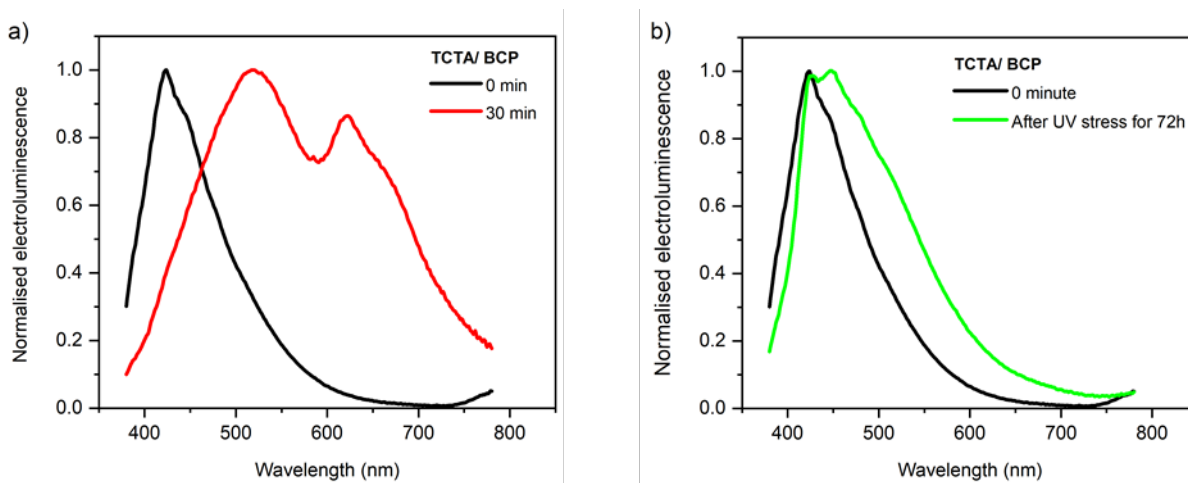 a)
TCTA/ BCP
0 min
30 min
Normalised electroluminescence
1.0
0.8
0.6
0.4
0.2
0.0
400 500 600 700 800
Wavelength (nm)
b)
TCTA/ BCP
0 minute
After UV stress for 72h
Normalised electroluminescence
1.0
0.8
0.6
0.4
0.2
0.0
400 500 600 700 800
Wavelength (nm)